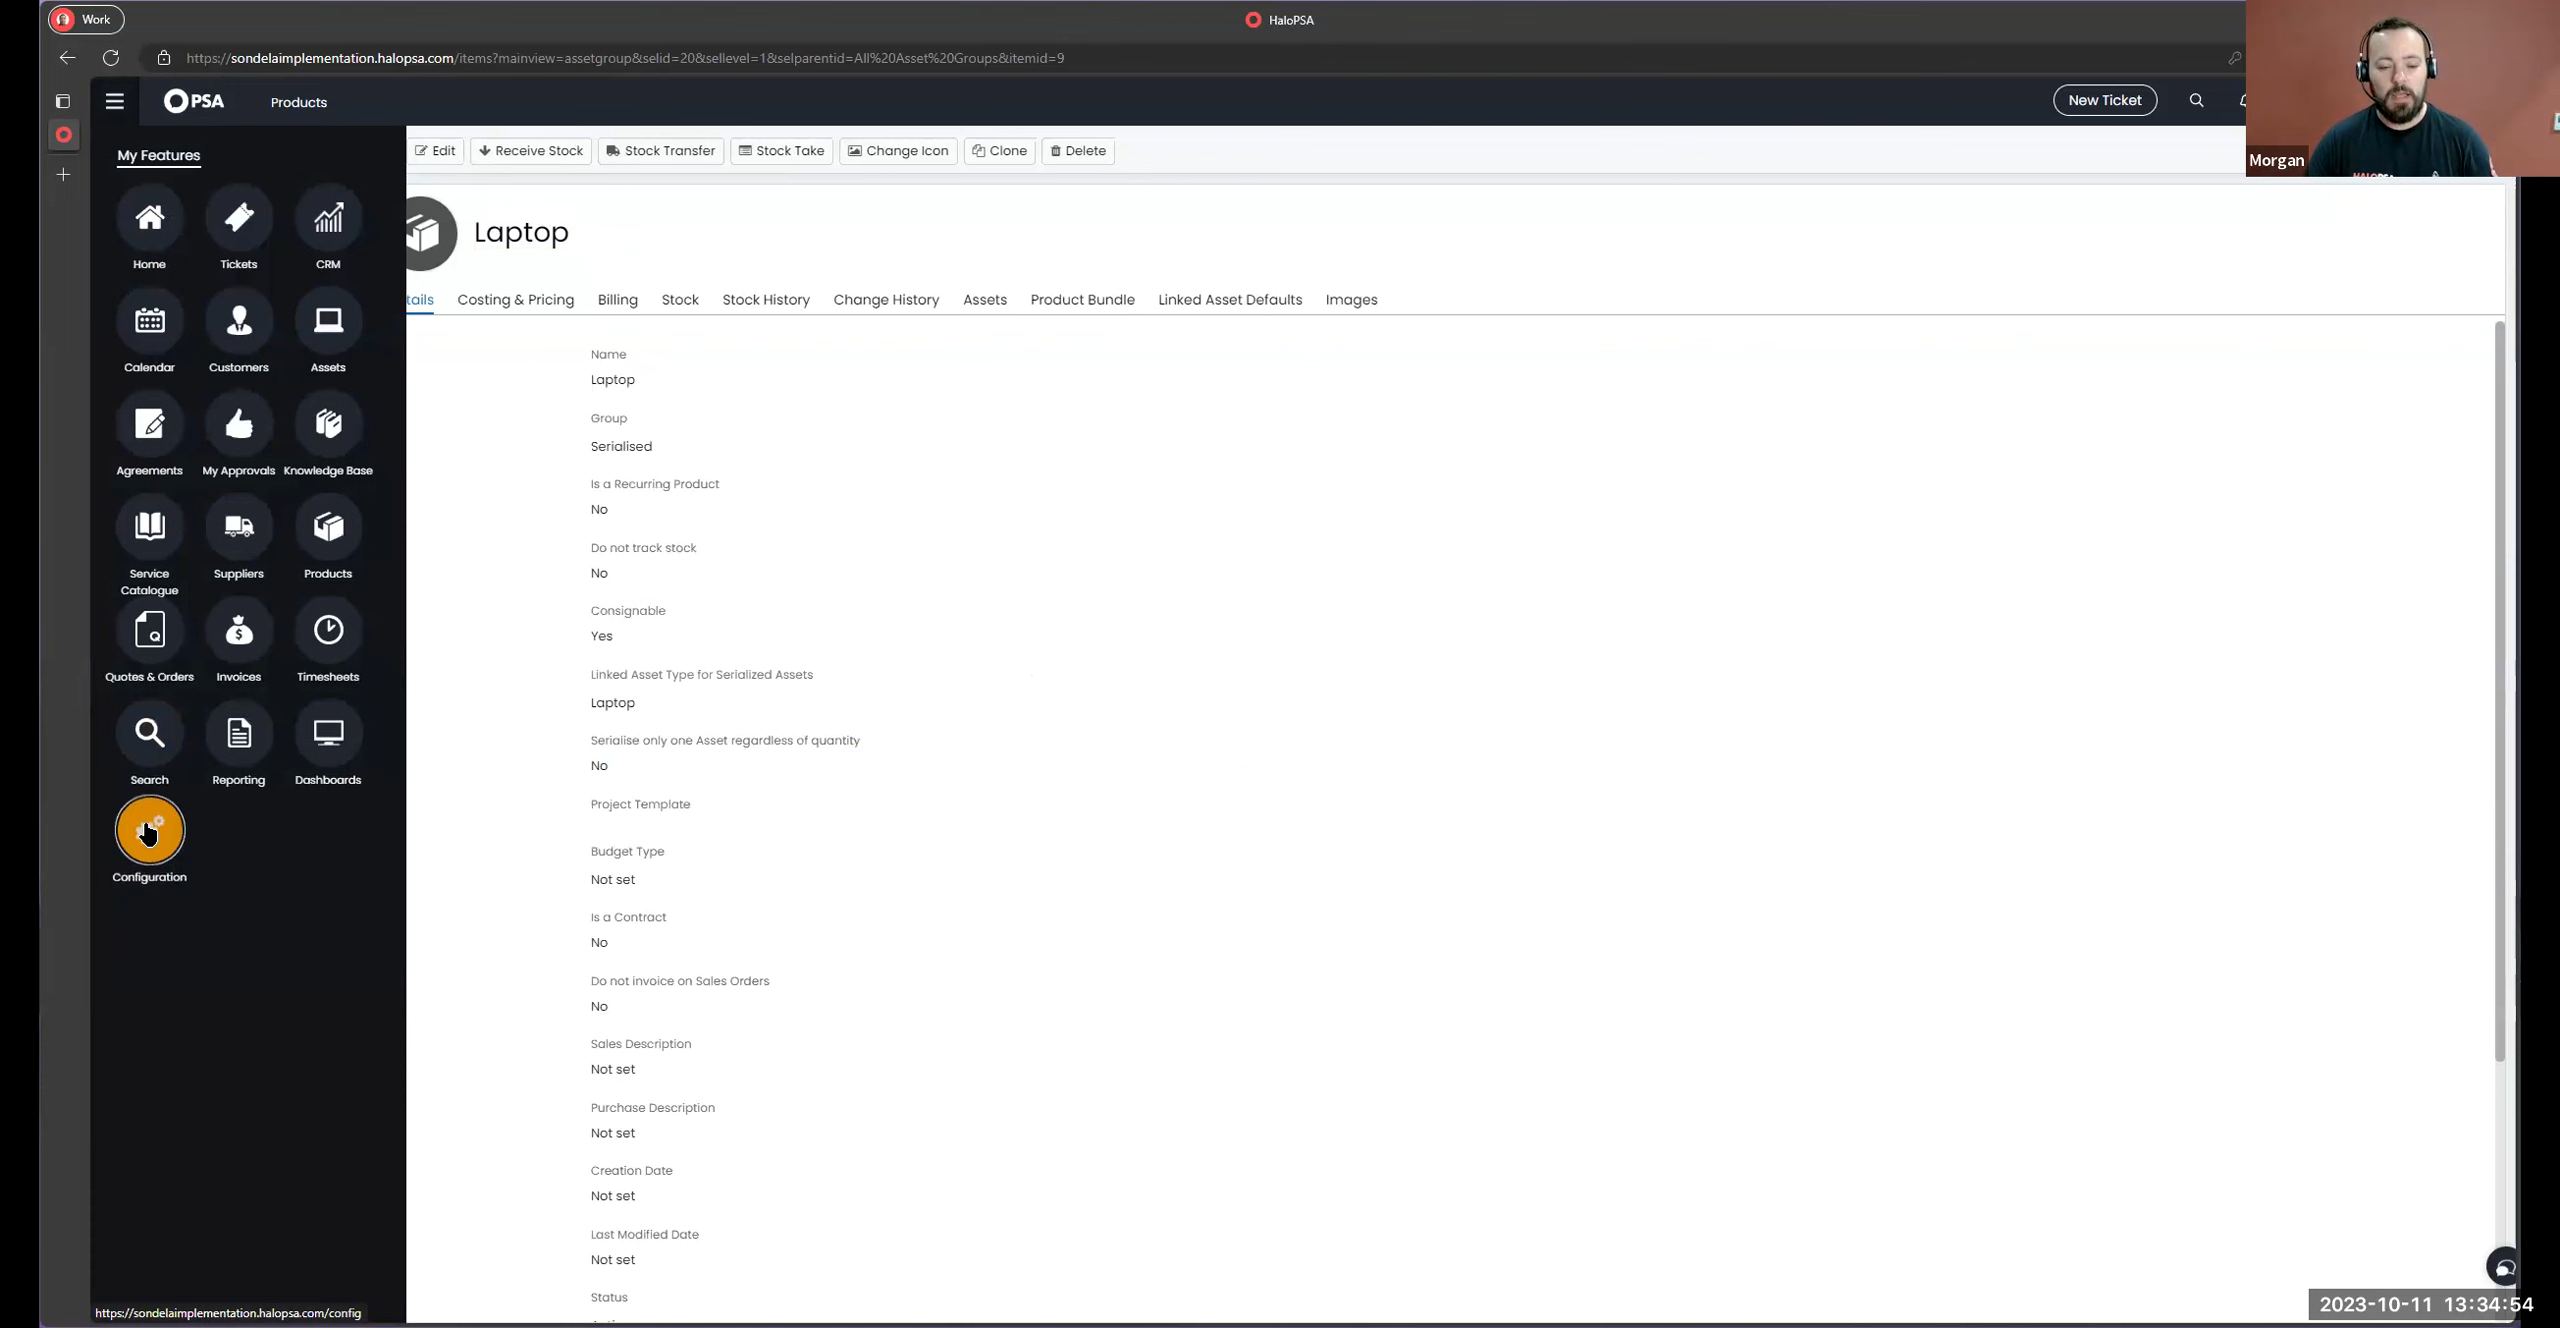 Work
HaloPSA
https://sondelaimplementation.halopsa.com/items?mainview=assetgroup&selid=20&sellevel=1&selparentid=All%20Asset%20Groups&itemid=9
PSA
Products
New Ticket
Morgan
My Features
Home
Tickets
CRM
Calendar
Customers
Assets
Agreements
My Approvals
Knowledge Base
Service Catalogue
Suppliers
Products
Quotes & Orders
Invoices
Timesheets
Search
Reporting
Dashboards
Configuration
Edit
Receive Stock
Stock Transfer
Stock Take
Change Icon
Clone
Delete
Laptop
tails
Costing & Pricing
Billing
Stock
Stock History
Change History
Assets
Product Bundle
Linked Asset Defaults
Images
Name
Laptop
Group
Serialised
Is a Recurring Product
No
Do not track stock
No
Consignable
Yes
Linked Asset Type for Serialized Assets
Laptop
Serialise only one Asset regardless of quantity
No
Project Template
Budget Type
Not set
Is a Contract
No
Do not invoice on Sales Orders
No
Sales Description
Not set
Purchase Description
Not set
Creation Date
Not set
Last Modified Date
Not set
Status
https://sondelaimplementation.halopsa.com/config
2023-10-11 13:34:54